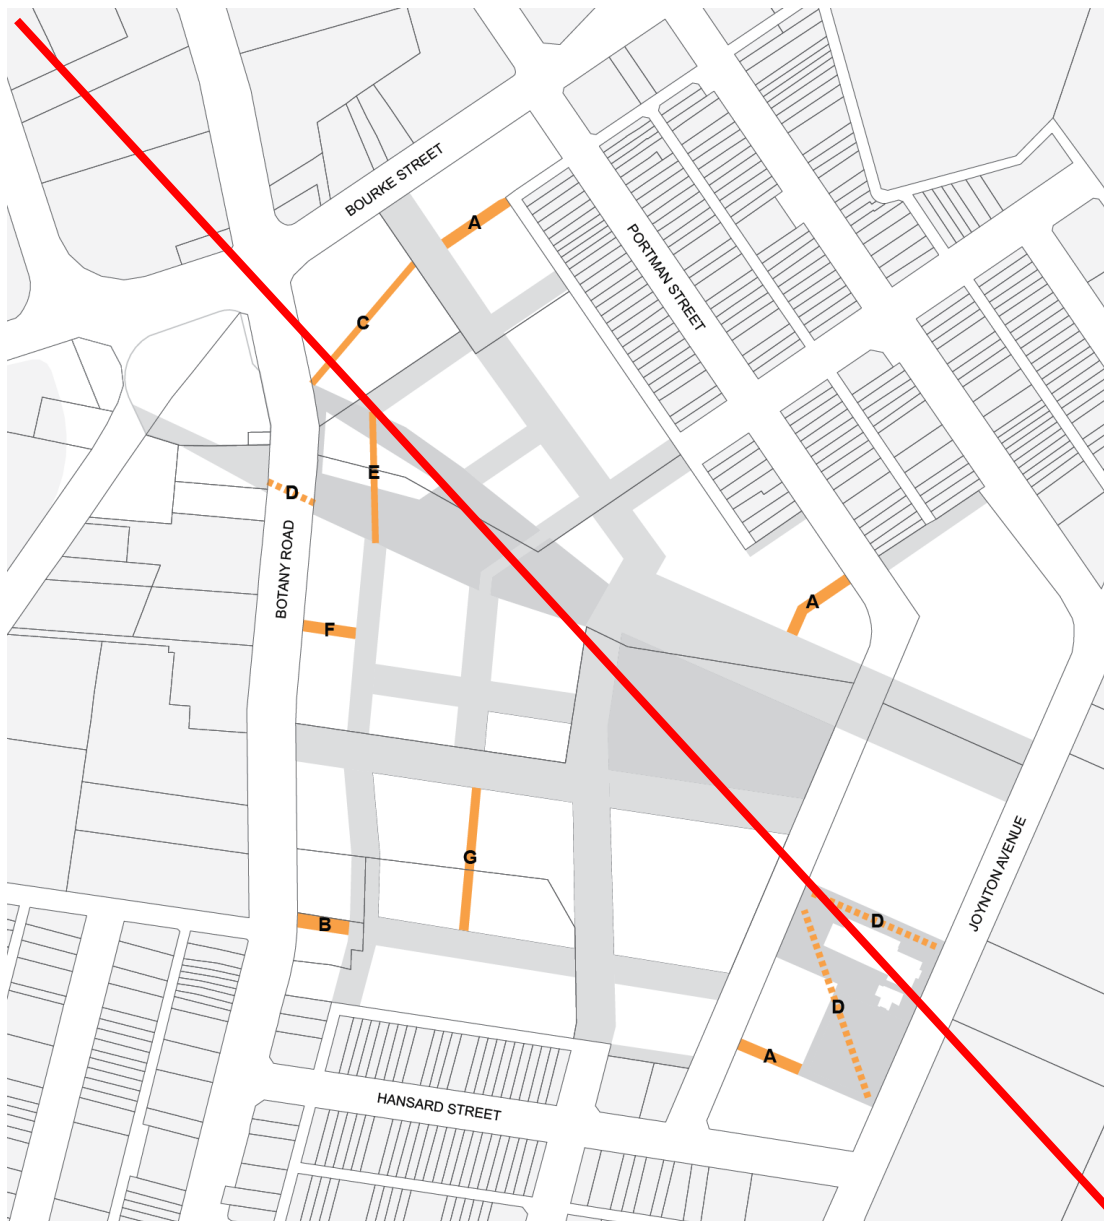 BOURKE STREET
A
PORTMAN STREET
C
E
D
BOTANY ROAD
A
F
G
JOYNTON AVENUE
B
D
D
A
HANSARD STREET